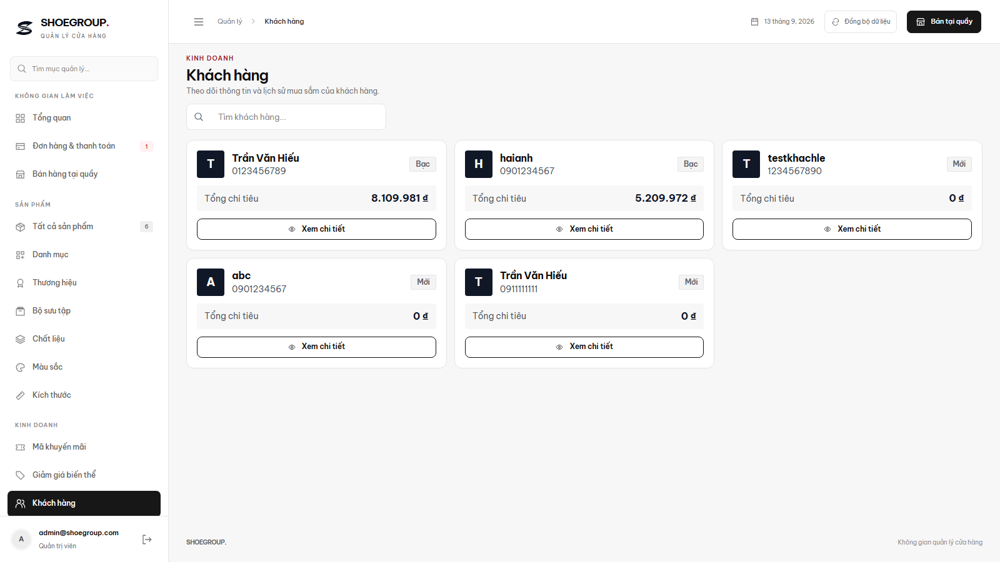 SHOEGROUP.
QUẢN LÝ CỬA HÀNG
Tìm mục quản lý...
KHÔNG GIAN LÀM VIỆC
Tổng quan
Đơn hàng & thanh toán 1
Bán hàng tại quầy
SẢN PHẨM
Tất cả sản phẩm 6
Danh mục
Thương hiệu
Bộ sưu tập
Chất liệu
Màu sắc
Kích thước
KINH DOANH
Mã khuyến mãi
Giảm giá biến thể
Khách hàng
A admin@shoegroup.com
Quản trị viên
Quản lý Khách hàng
13 tháng 9, 2026 Đồng bộ dữ liệu Bán tại quầy
KINH DOANH
Khách hàng
Theo dõi thông tin và lịch sử mua sắm của khách hàng.
Tìm khách hàng...
T Trần Văn Hiếu Bạc
0123456789
Tổng chi tiêu 8.109.981 ₫
Xem chi tiết
H haianh Bạc
0901234567
Tổng chi tiêu 5.209.972 ₫
Xem chi tiết
T testkhachle Mới
1234567890
Tổng chi tiêu 0 ₫
Xem chi tiết
A abc Mới
0901234567
Tổng chi tiêu 0 ₫
Xem chi tiết
T Trần Văn Hiếu Mới
0911111111
Tổng chi tiêu 0 ₫
Xem chi tiết
SHOEGROUP. Không gian quản lý cửa hàng